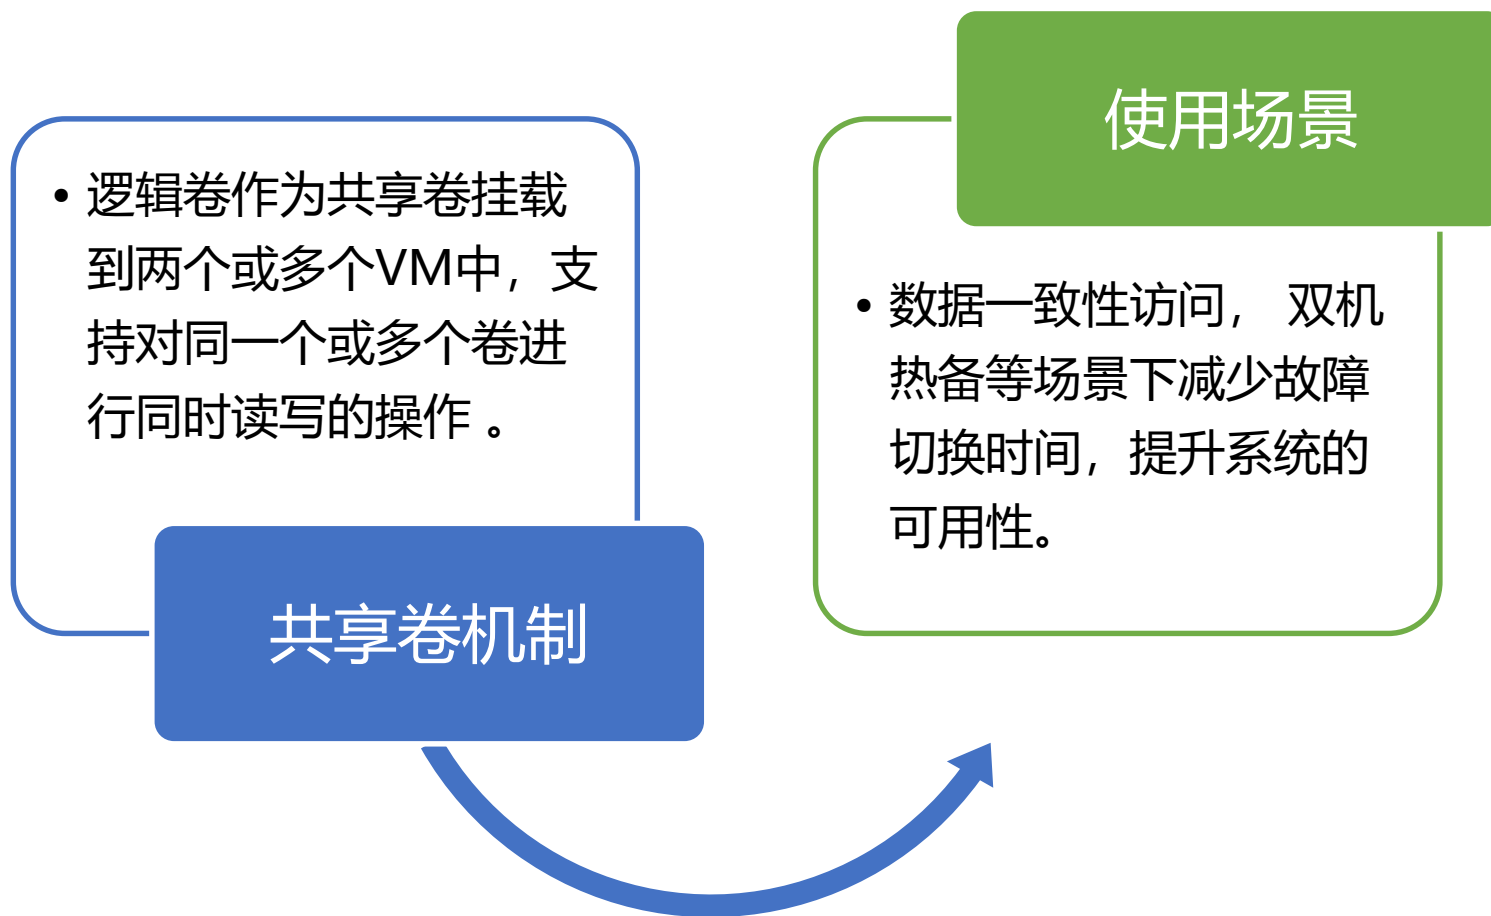 • 逻辑卷作为共享卷挂载
到两个或多个VM中，支
持对同一个或多个卷进
行同时读写的操作 。
共享卷机制
使用场景
• 数据一致性访问， 双机
热备等场景下减少故障
切换时间，提升系统的
可用性。